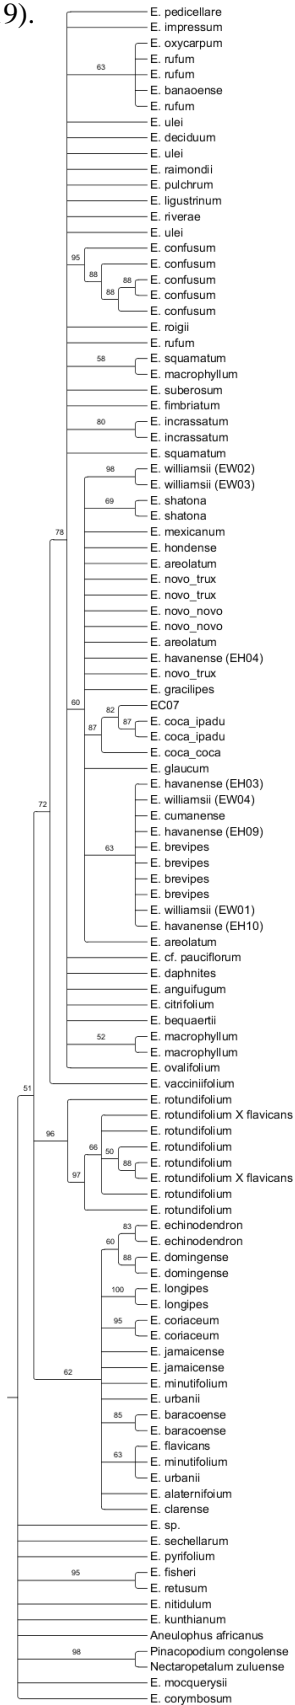 9).
E. pedicellare
E. impressum
E. oxycarpum
E. rufum
63
E. rufum
E. banaoense
E. rufum
E. ulei
E. deciduum
E. ulei
E. raimondii
E. pulchrum
E. ligustrinum
E. riverae
E. ulei
E. confusum
95
E. confusum
88
88
E. confusum
88
E. confusum
E. confusum
E. roigii
E. rufum
58
E. squamatum
E. macrophyllum
E. suberosum
E. fimbriatum
80
E. incrassatum
E. incrassatum
E. squamatum
98
E. williamsii (EW02)
E. williamsii (EW03)
69
E. shatona
E. shatona
78
E. mexicanum
E. hondense
E. areolatum
E. novo_trux
E. novo_trux
E. novo_novo
E. novo_novo
E. areolatum
E. havanense (EH04)
E. novo_trux
E. gracilipes
60
82
EC07
87
87
E. coca_ipadu
E. coca_ipadu
E. coca_coca
E. glaucum
E. havanense (EH03)
72
E. williamsii (EW04)
E. cumanense
E. havanense (EH09)
63
E. brevipes
E. brevipes
E. brevipes
E. brevipes
E. williamsii (EW01)
E. havanense (EH10)
E. areolatum
E. cf. pauciflorum
E. daphnites
E. anguifugum
E. citrifolium
E. bequaertii
52
E. macrophyllum
E. macrophyllum
E. ovalifolium
51
E. vacciniifolium
E. rotundifolium
E. rotundifolium X flavicans
96
E. rotundifolium
66
50
E. rotundifolium
88
E. rotundifolium
97
E. rotundifolium X flavicans
E. rotundifolium
E. rotundifolium
83
E. echinodendron
60
E. echinodendron
88
E. domingense
E. domingense
100
E. longipes
E. longipes
95
E. coriaceum
E. coriaceum
E. jamaicense
62
E. jamaicense
E. minutifolium
E. urbanii
85
E. baracoense
E. baracoense
63
E. flavicans
E. minutifolium
E. urbanii
E. alaternifoium
E. clarense
E. sp.
E. sechellarum
E. pyrifolium
95
E. fisheri
E. retusum
E. nitidulum
E. kunthianum
Aneulophus africanus
98
Pinacopodium congolense
Nectaropetalum zuluense
E. mocquerysii
E. corymbosum